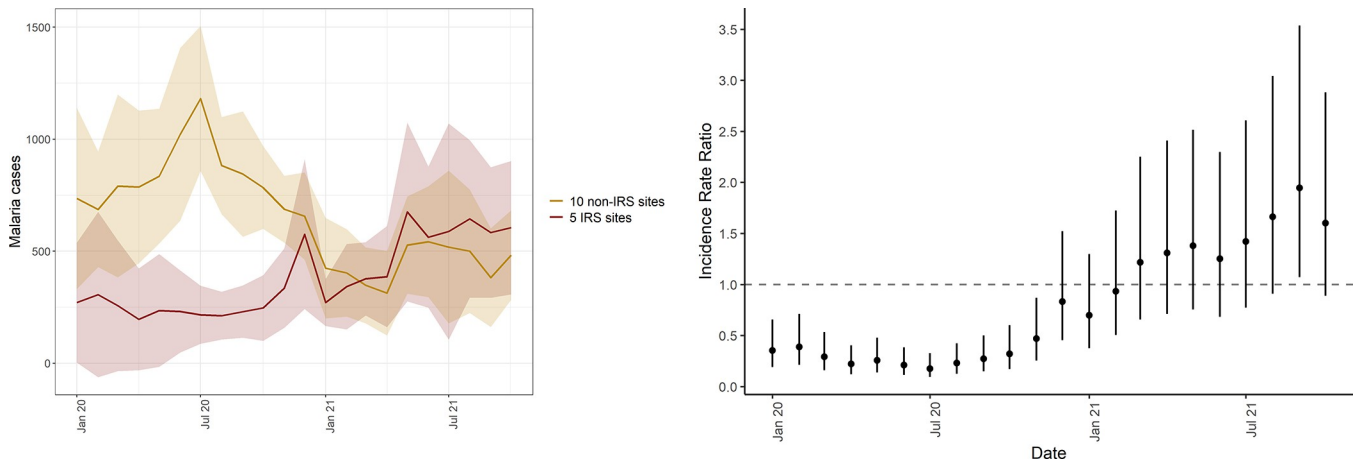 Malaria cases
1500
1000
500
0
Jan 20
Jul 20
Jan 21
Jul 21
10 non-IRS sites
5 IRS sites
Incidence Rate Ratio
3.5
3.0
2.5
2.0
1.5
1.0
0.5
0.0
Jan 20
Jul 20
Jan 21
Jul 21
Date